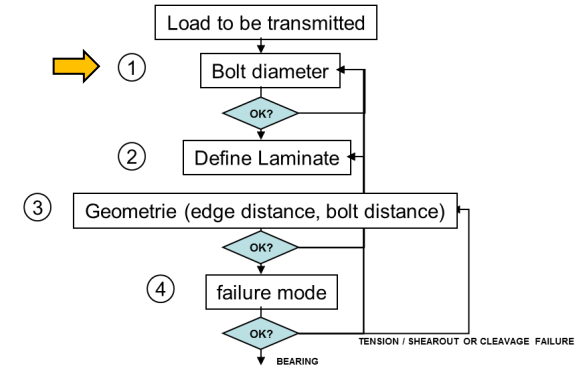 Load to be transmitted
1
Bolt diameter
OK?
2
Define Laminate
3
Geometrie (edge distance, bolt distance)
OK?
4
failure mode
OK?
TENSION / SHEAROUT OR CLEAVAGE FAILURE
BEARING